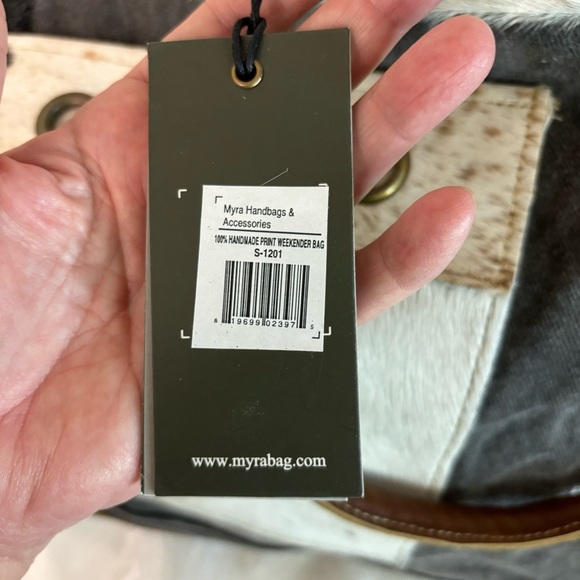 Myra Handbags &
Accessories
100% HANDMADE PRINT WEEKENDER BAG
S-1201
8 19699 02397 5
www.myrabag.com